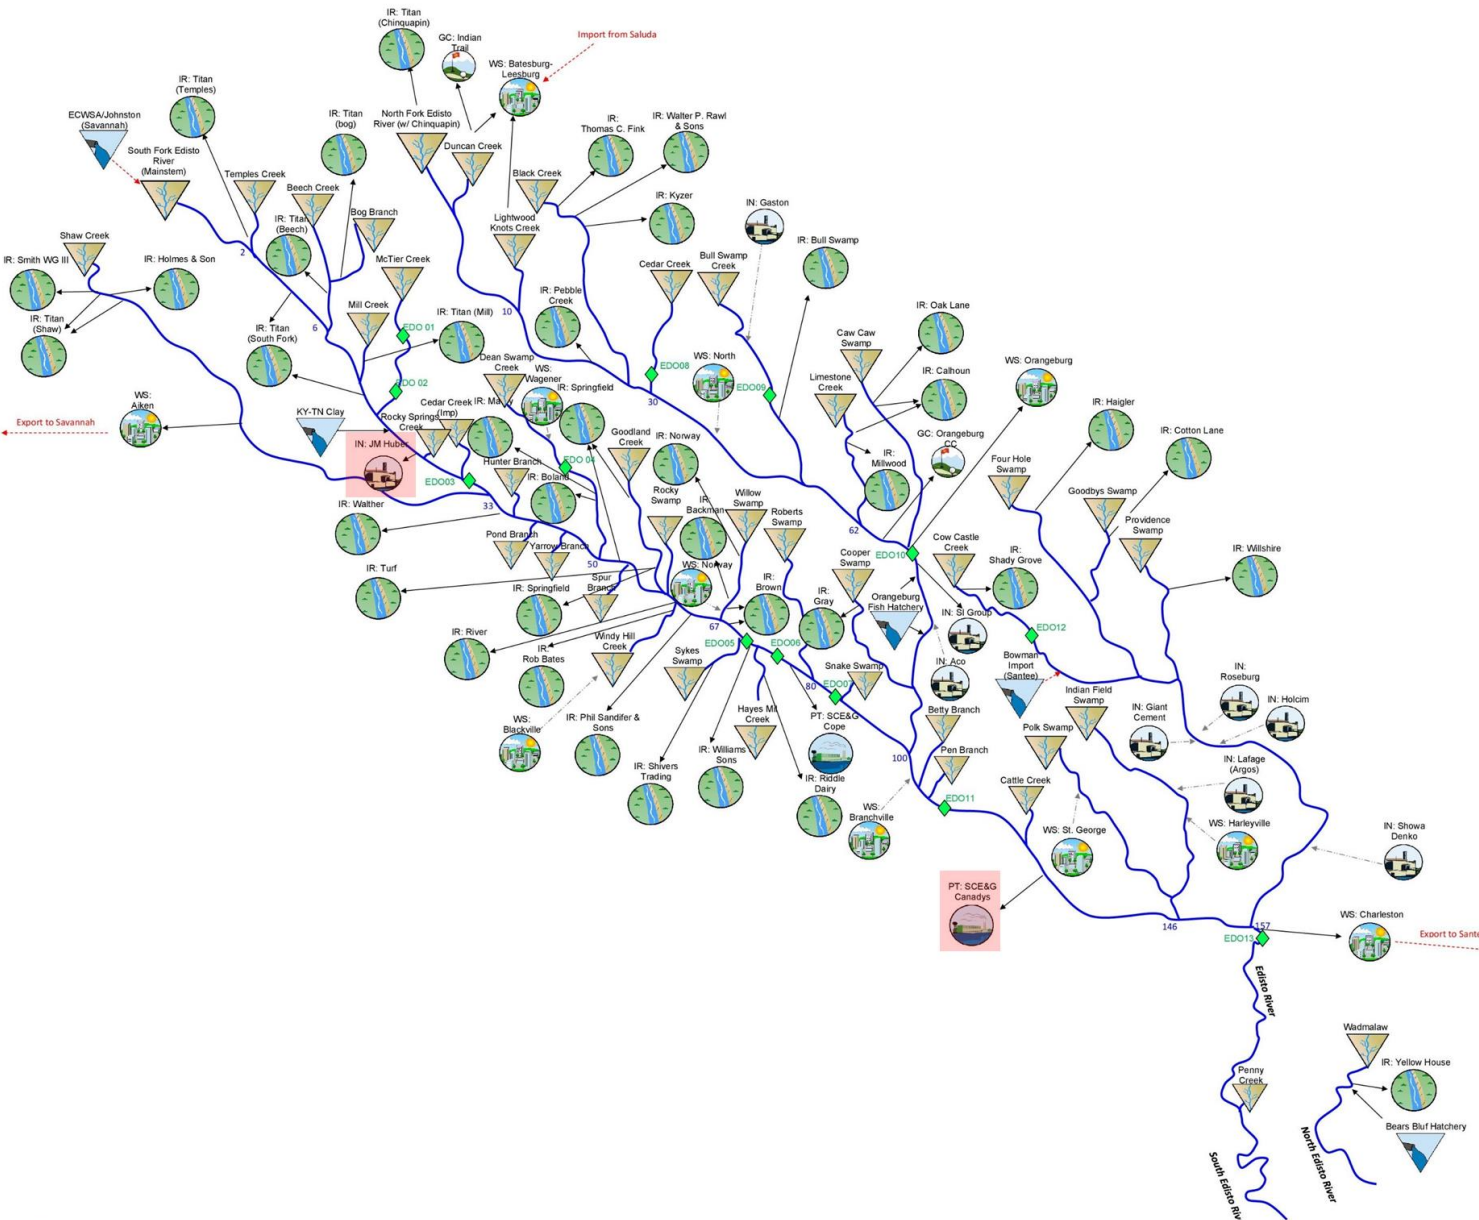 IR: Titan
(Chinquapin)
GC: Indian
Trail
Import from Saluda
WS: Batesburg-
Leesburg
IR: Titan
(Temples)
ECWSA/Johnston
(Savannah)
IR: Titan
(bog)
North Fork Edisto
River (w/ Chinquapin)
IR:
Thomas C. Fink
IR: Walter P. Rawl
& Sons
South Fork Edisto
River
(Mainstem)
Duncan Creek
Temples Creek
Beech Creek
Black Creek
IR: Kyzer
IN: Gaston
Bog Branch
IR: Titan
(Beech)
Lightwood
Knots Creek
Shaw Creek
IR: Bull Swamp
2
IR: Smith WG III
IR: Holmes & Son
McTier Creek
Cedar Creek
Bull Swamp
Creek
IR: Pebble
Creek
Mill Creek
10
IR: Titan (Mill)
IR: Oak Lane
IR: Titan
(Shaw)
6
EDO 01
IR: Titan
(South Fork)
Caw Caw
Swamp
Dean Swamp
Creek
WS:
Wagener
EDO08
WS: North
WS: Orangeburg
EDO 02
IR: Springfield
EDO09
Limestone
Creek
IR: Calhoun
30
WS:
Aiken
Export to Savannah
KY-TN Clay
Rocky Springs
Creek
Cedar Creek
(Imp)
IR: Haigler
IN: JM Huber
Goodland
Creek
IR: Norway
GC: Orangeburg
CC
IR: Cotton Lane
Hunter Branch
EDO 04
IR:
Millwood
Four Hole
Swamp
EDO03
IR: Boland
Rocky
Swamp
Willow
Swamp
Goodbys Swamp
IR: Walther
33
IR:
Backman
Roberts
Swamp
Providence
Swamp
62
Pond Branch
Yarrow Branch
EDO10
Cow Castle
Creek
IR:
Shady Grove
IR: Willshire
Cooper
Swamp
50
IR: Turf
WS: Norway
IR: Springfield
Spur
Branch
IR:
Brown
IR:
Gray
Orangeburg
Fish Hatchery
IN: SI Group
67
IR: River
EDO05
EDO06
EDO12
Windy Hill
Creek
IR:
Rob Bates
Sykes
Swamp
Snake Swamp
IN: Aco
Bowman
Import
(Santee)
IN:
Roseburg
80
EDO07
Indian Field
Swamp
IN: Holcim
WS:
Blackville
IR: Phil Sandifer &
Sons
Hayes Mill
Creek
PT: SCE&G
Cope
Betty Branch
Polk Swamp
IN: Giant
Cement
IR: Williams
Sons
100
Pen Branch
IR: Shivers
Trading
IR: Riddle
Dairy
Cattle Creek
IN: Lafage
(Argos)
EDO11
WS:
Branchville
WS: St. George
WS: Harleyville
IN: Showa
Denko
PT: SCE&G
Canadys
WS: Charleston
146
157
EDO13
Export to Sante
Edisto River
Wadmalaw
IR: Yellow House
Penny
Creek
Bears Bluf Hatchery
North Edisto River
South Edisto Riv